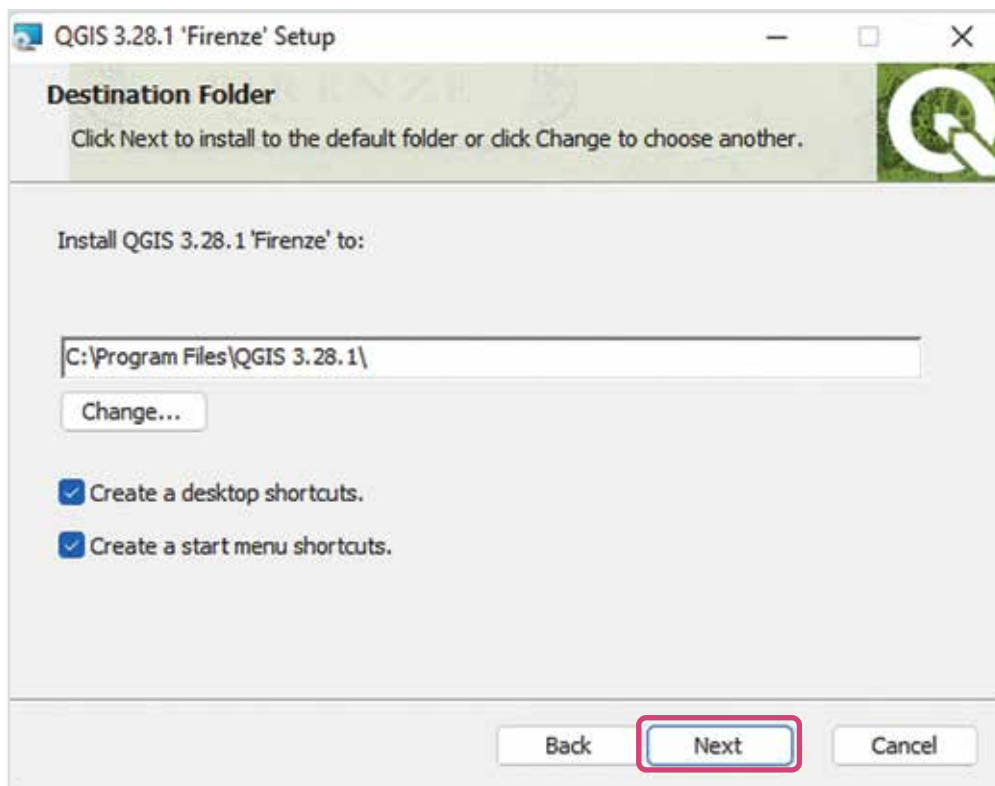 QGIS 3.28.1 'Firenze' Setup
Destination Folder
Click Next to install to the default folder or click Change to choose another.
Install QGIS 3.28.1 'Firenze' to:
C:\Program Files\QGIS 3.28.1\
Change...
Create a desktop shortcuts.
Create a start menu shortcuts.
Back Next Cancel